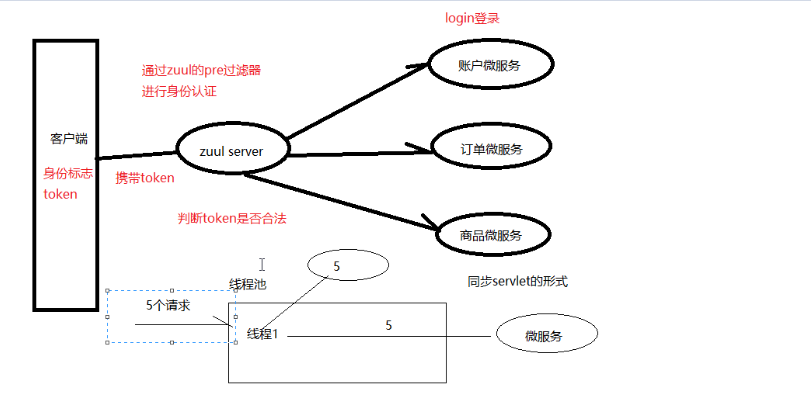 login登录
通过zuul的pre过滤器
进行身份认证
账户微服务
客户端
zuul server
订单微服务
身份标志
token
携带token
判断token是否合法
商品微服务
5
线程池
同步servlet的形式
5个请求
线程1
5
微服务